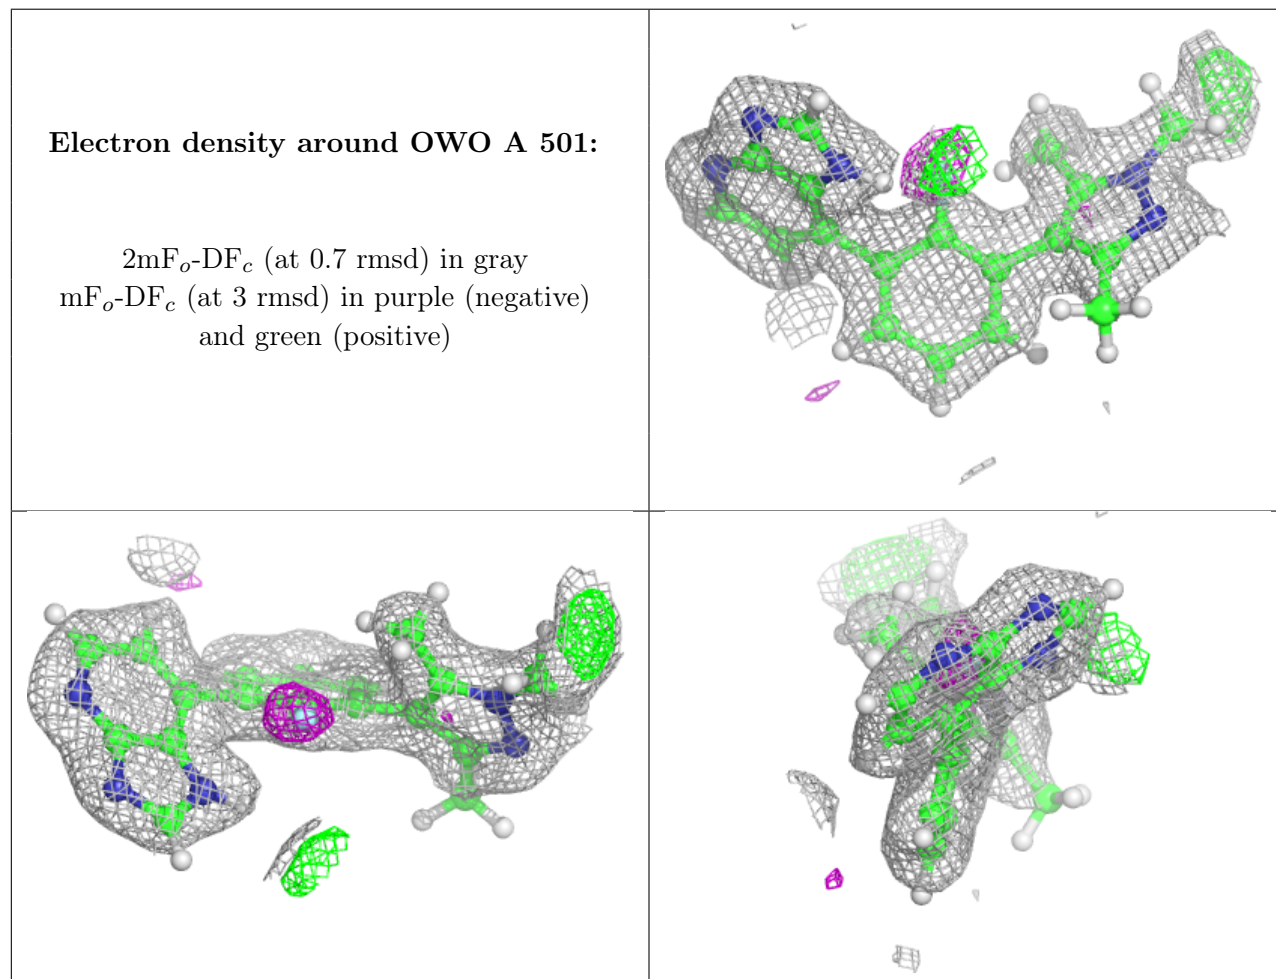 Electron density around OWO A 501:
2mFo-DFc (at 0.7 rmsd) in gray
mFo-DFc (at 3 rmsd) in purple (negative)
and green (positive)